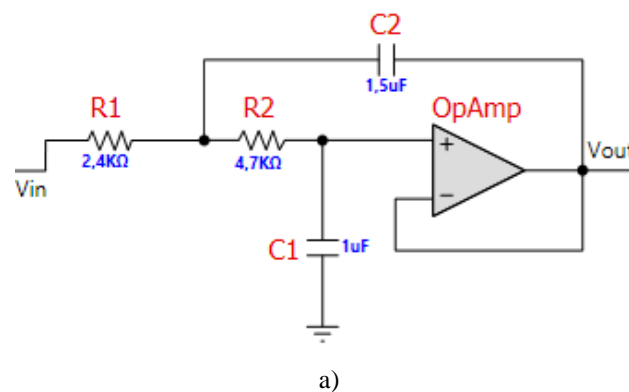 C2
1,5uF
R1
R2
OpAmp
2,4KΩ
4,7KΩ
+
Vout
Vin
−
C1
1uF
a)